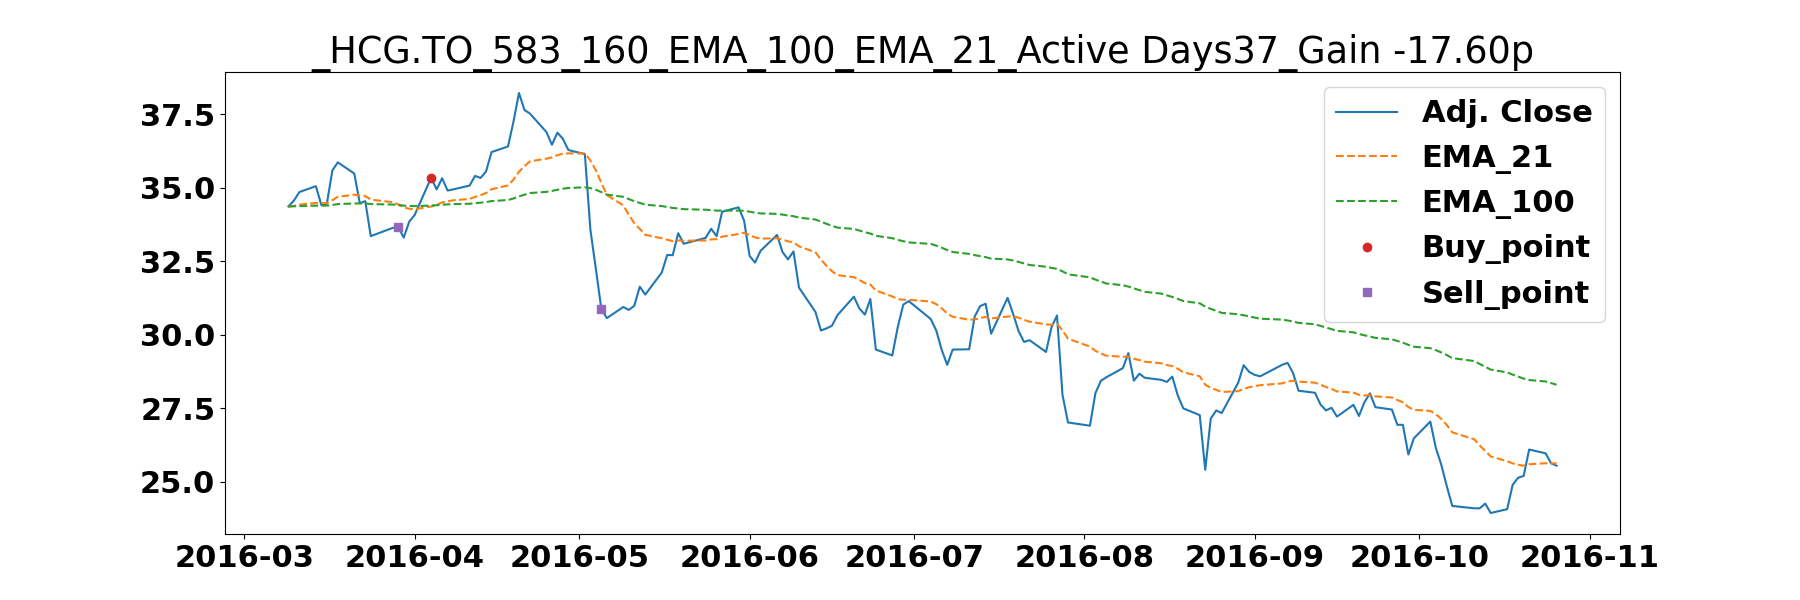 _HCG.TO_583_160_EMA_100_EMA_21_Active Days37_Gain -17.60p
37.5
35.0
32.5
30.0
27.5
25.0
Adj. Close
EMA_21
EMA_100
Buy_point
Sell_point
2016-03 2016-04 2016-05 2016-06 2016-07 2016-08 2016-09 2016-10 2016-11